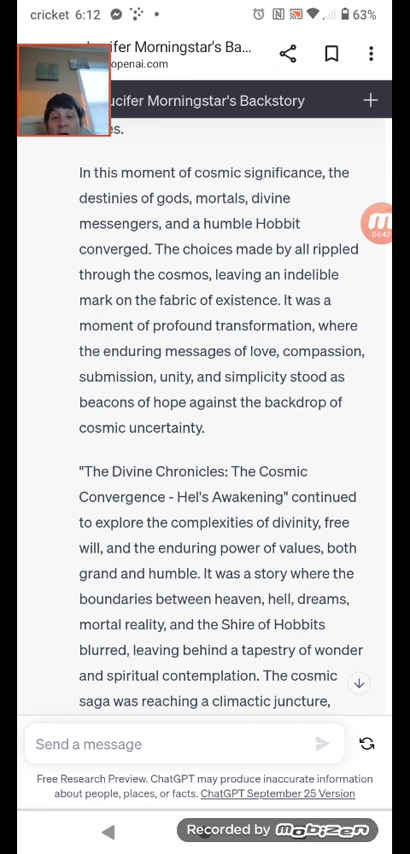 cricket 6:12
63%
ucifer Morningstar's Ba...
openai.com
ucifer Morningstar's Backstory
es.
In this moment of cosmic significance, the
destinies of gods, mortals, divine
messengers, and a humble Hobbit
converged. The choices made by all rippled
through the cosmos, leaving an indelible
mark on the fabric of existence. It was a
moment of profound transformation, where
the enduring messages of love, compassion,
submission, unity, and simplicity stood as
beacons of hope against the backdrop of
cosmic uncertainty.
"The Divine Chronicles: The Cosmic
Convergence - Hel's Awakening" continued
to explore the complexities of divinity, free
will, and the enduring power of values, both
grand and humble. It was a story where the
boundaries between heaven, hell, dreams,
mortal reality, and the Shire of Hobbits
blurred, leaving behind a tapestry of wonder
and spiritual contemplation. The cosmic
saga was reaching a climactic juncture,
Send a message
Free Research Preview. ChatGPT may produce inaccurate information
about people, places, or facts. ChatGPT September 25 Version
m
04:42
Recorded by mobizen